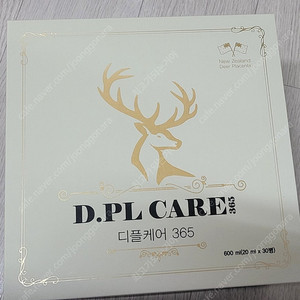 New Zealand
Deer Placenta
D.PL CARE 365
디플케어 365
600 ml(20 ml x 30병)